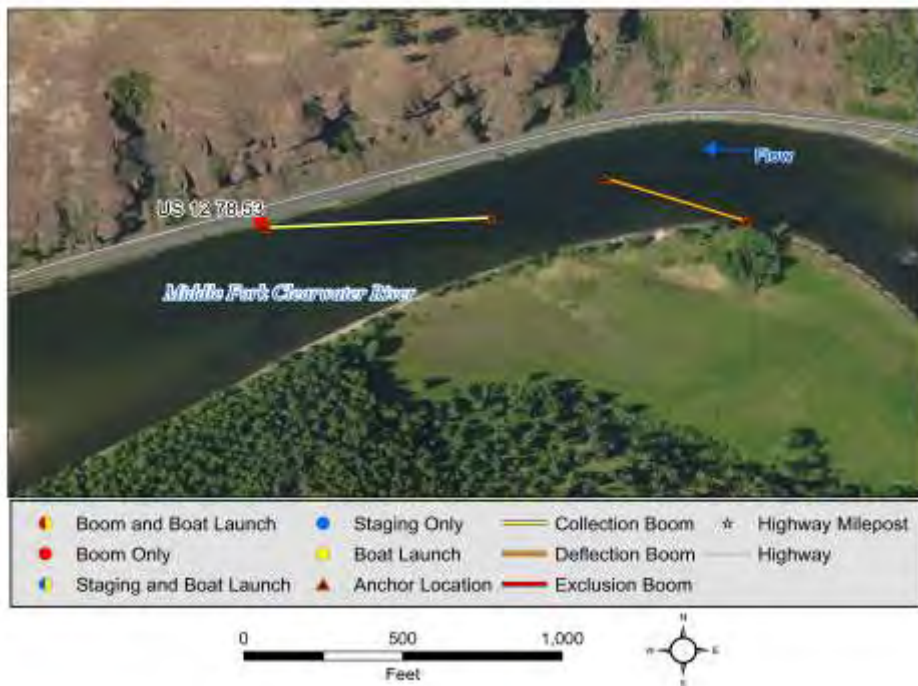 Flow
US 12 78.53
Middle Fork Clearwater River
Boom and Boat Launch
Staging Only
Collection Boom
Highway Milepost
Boom Only
Boat Launch
Deflection Boom
Highway
Staging and Boat Launch
Anchor Location
Exclusion Boom
0 500 1,000
Feet
N
W E
S